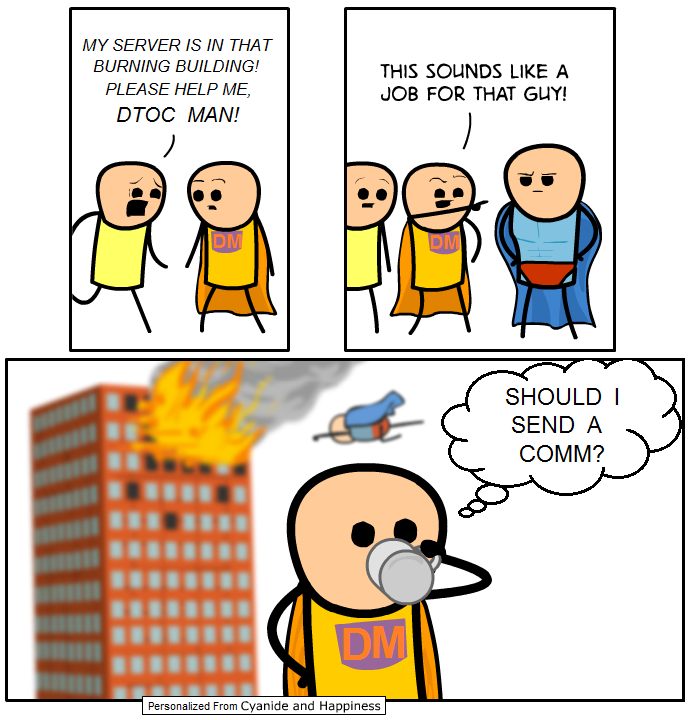 MY SERVER IS IN THAT
BURNING BUILDING!
PLEASE HELP ME,
DTOC MAN!
DM
THIS SOUNDS LIKE A
JOB FOR THAT GUY!
DM
SHOULD I
SEND A
COMM?
DM
Personalized From Cyanide and Happiness